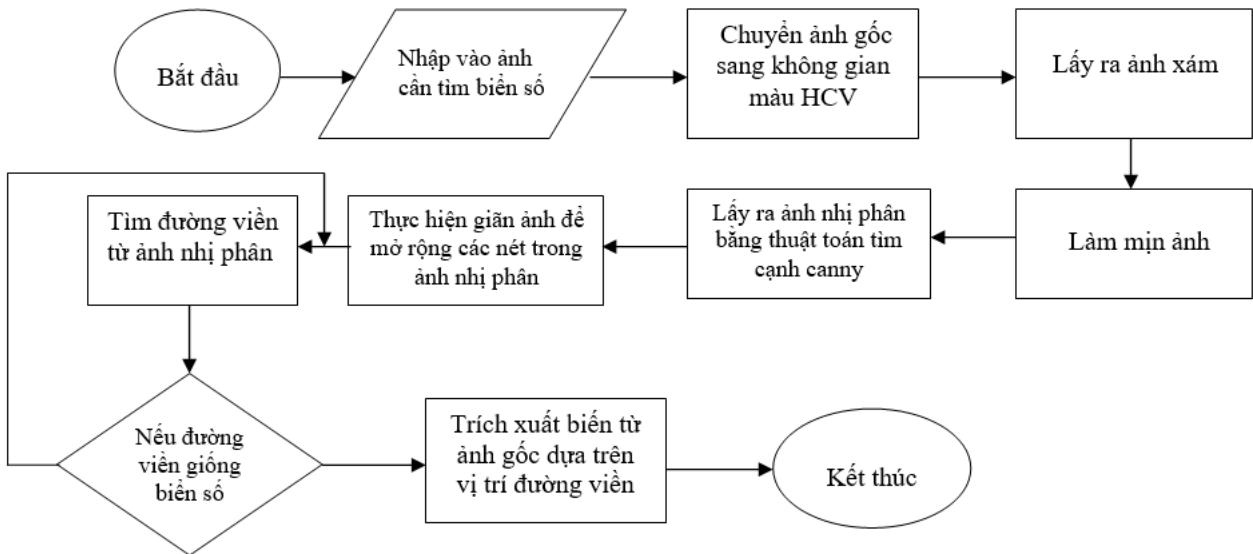 Bắt đầu
Nhập vào ảnh
cần tìm biển số
Chuyển ảnh gốc
sang không gian
màu HCV
Lấy ra ảnh xám
Làm mịn ảnh
Lấy ra ảnh nhị phân
bằng thuật toán tìm
cạnh canny
Thực hiện giãn ảnh để
mở rộng các nét trong
ảnh nhị phân
Tìm đường viền
từ ảnh nhị phân
Nếu đường
viền giống
biển số
Trích xuất biến từ
ảnh gốc dựa trên
vị trí đường viền
Kết thúc